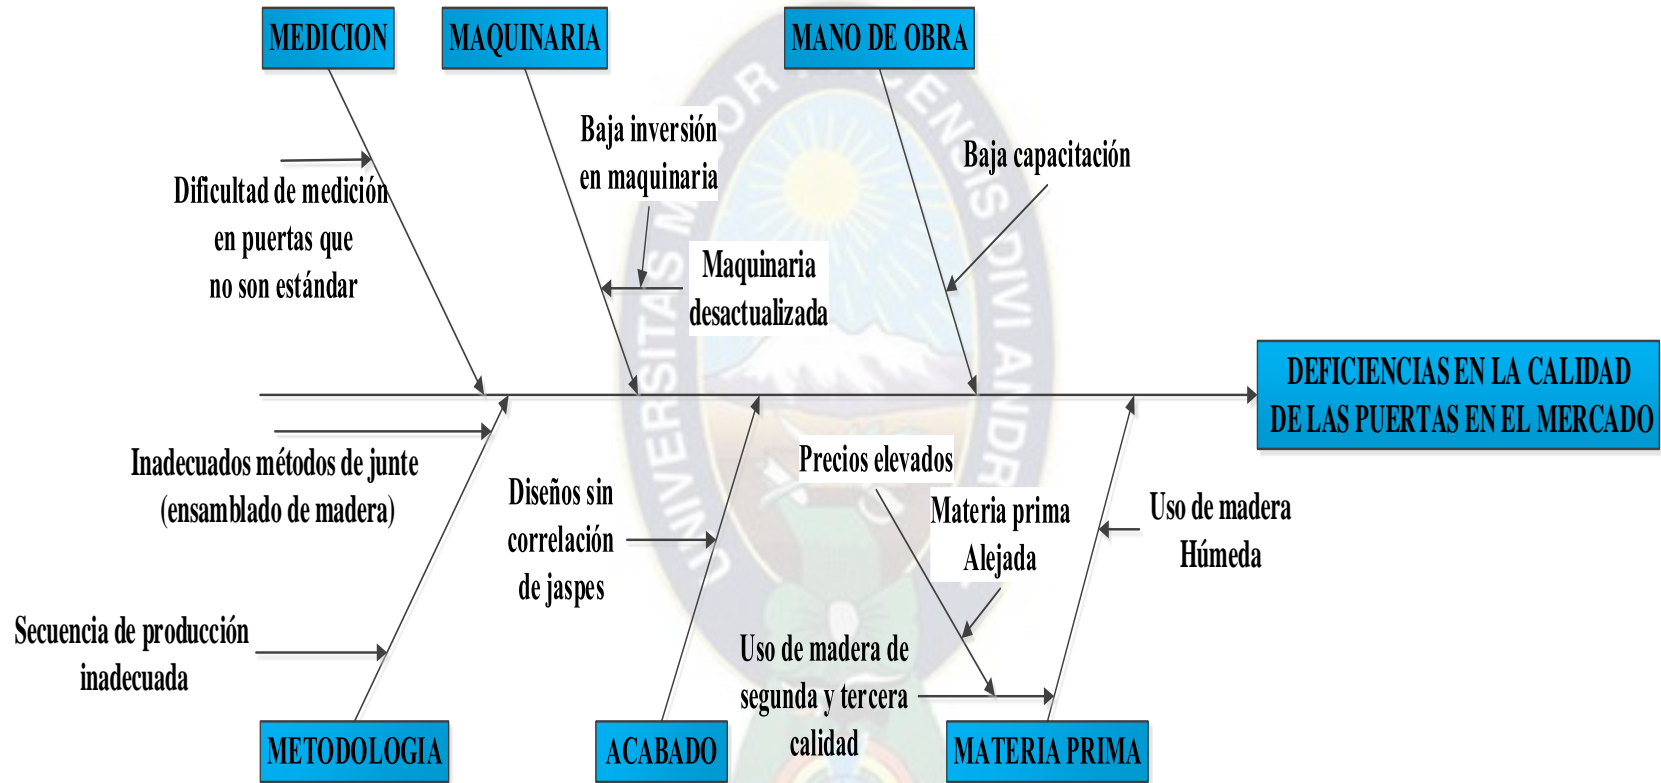 MEDICION
MAQUINARIA
MANO DE OBRA
Baja inversión
en maquinaria
Baja capacitación
Dificultad de medición
en puertas que
no son estándar
Maquinaria
desactualizada
DEFICIENCIAS EN LA CALIDAD
DE LAS PUERTAS EN EL MERCADO
Inadecuados métodos de junte
(ensamblado de madera)
Diseños sin
correlación
de jaspes
Precios elevados
Materia prima
Alejada
Uso de madera
Húmeda
Secuencia de producción
inadecuada
Uso de madera de
segunda y tercera
calidad
METODOLOGIA
ACABADO
MATERIA PRIMA
UNIVERSITAS
DIVI